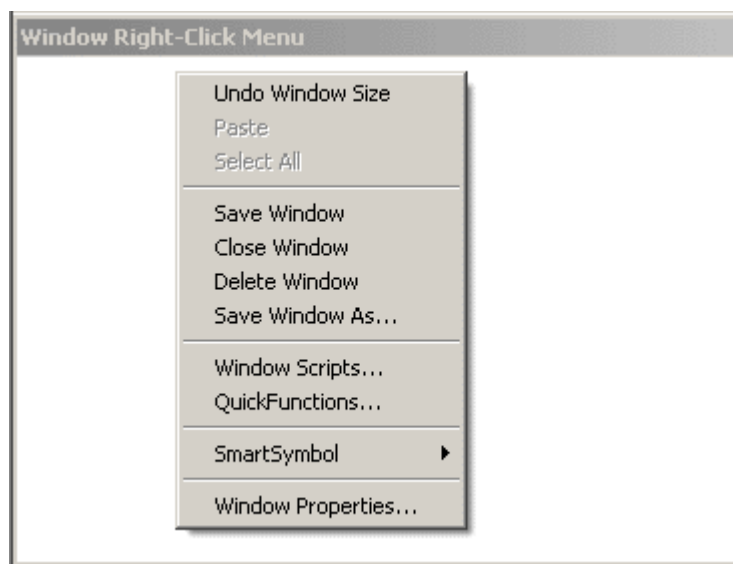 Window Right-Click Menu
Undo Window Size
Paste
Select All
Save Window
Close Window
Delete Window
Save Window As...
Window Scripts...
QuickFunctions...
SmartSymbol
Window Properties...